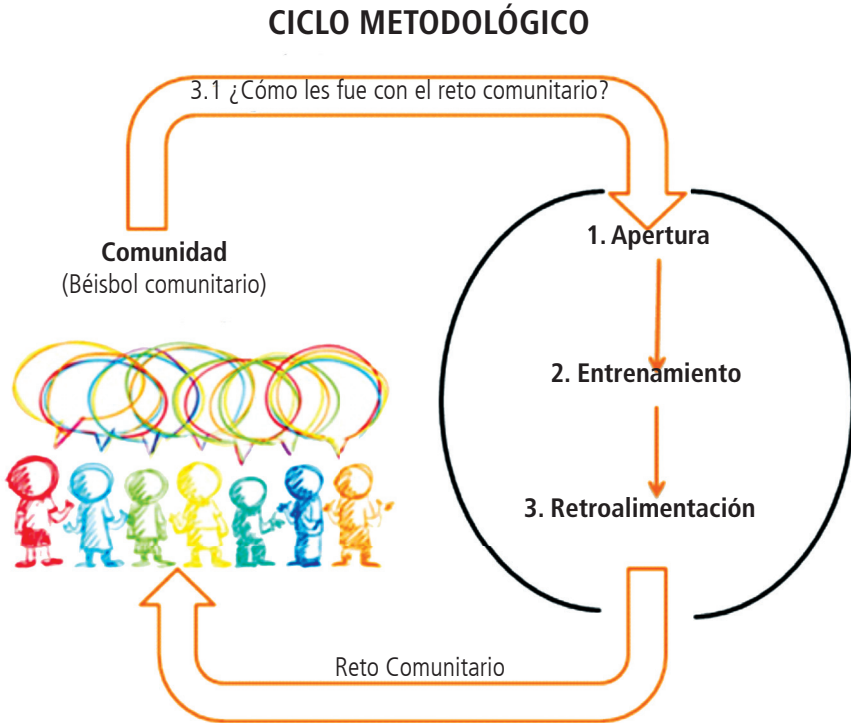 CICLO METODOLÓGICO
3.1 ¿Cómo les fue con el reto comunitario?
Comunidad
(Béisbol comunitario)
1. Apertura
2. Entrenamiento
3. Retroalimentación
Reto Comunitario